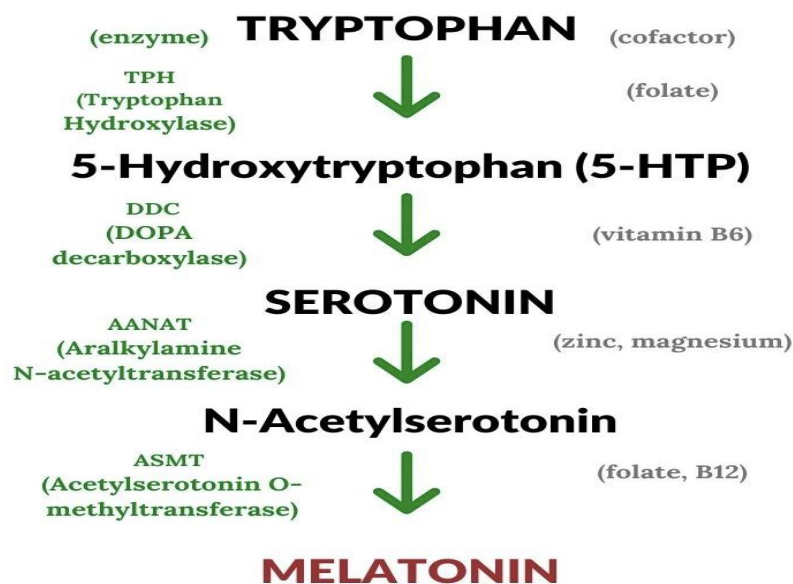 (enzyme) TRYPTOPHAN (cofactor)
TPH
(Tryptophan
Hydroxylase)
(folate)
5-Hydroxytryptophan (5-HTP)
DDC
(DOPA
decarboxylase)
(vitamin B6)
SEROTONIN
AANAT
(Aralkylamine
N-acetyltransferase)
(zinc, magnesium)
N-Acetylserotonin
ASMT
(Acetylserotonin O-
methyltransferase)
(folate, B12)
MELATONIN